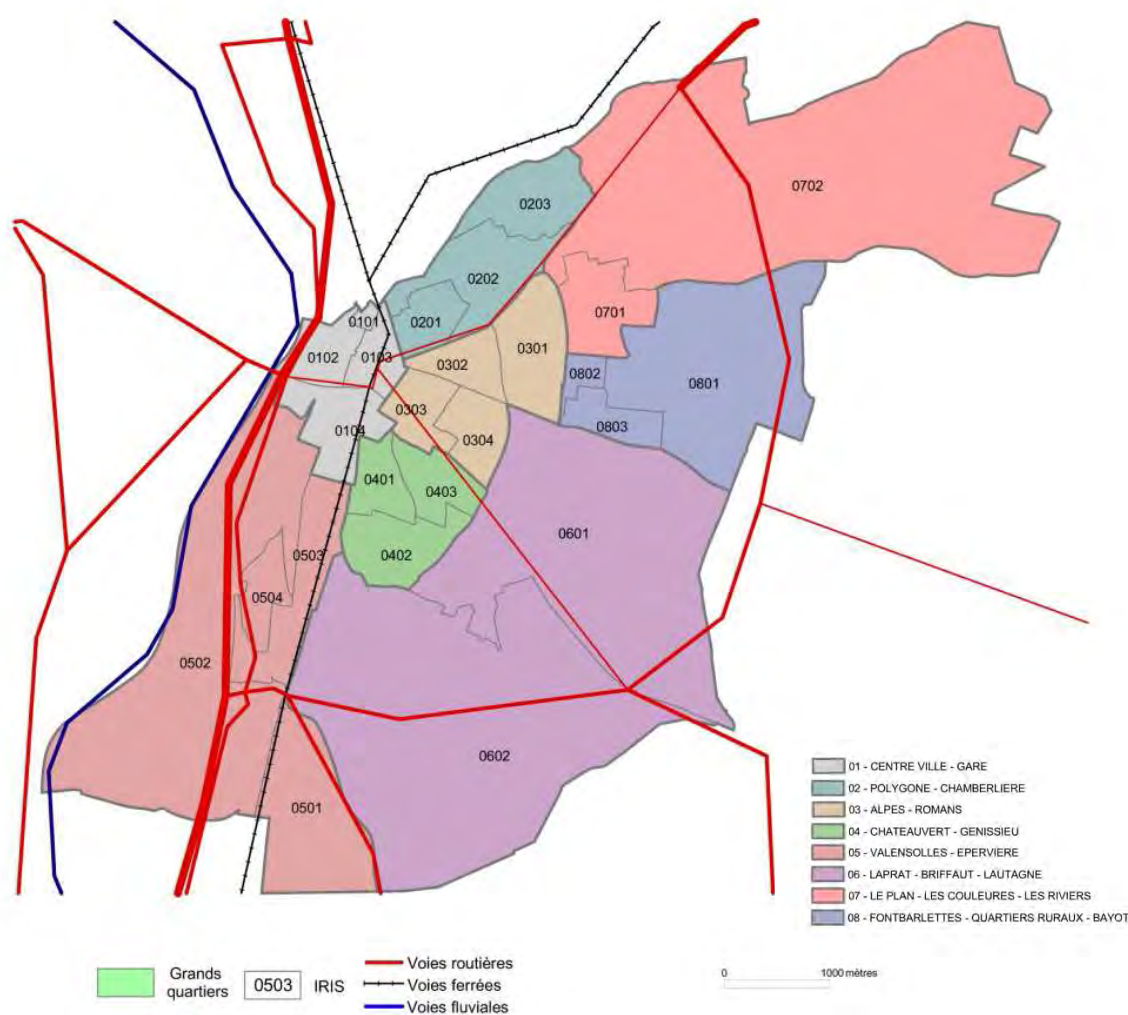 0702
0203
0202
0701
0101
0201
0301
0102
0103
0302
0802
0801
0303
0803
0104
0304
0401
0403
0601
0402
0503
0504
0502
0602
0501
01 - CENTRE VILLE - GARE
02 - POLYGONE - CHAMBERLIERE
03 - ALPES - ROMANS
04 - CHATEAUVERT - GENISSIEU
05 - VALENSOLLES - EPERVIERE
06 - LAPRAT - BRIFFAUT - LAUTAGNE
07 - LE PLAN - LES COULEURES - LES RIVIERS
08 - FONTBARLETTES - QUARTIERS RURAUX - BAYOT
Grands
quartiers
0503 IRIS
Voies routières
Voies ferrées
Voies fluviales
0 1000 mètres